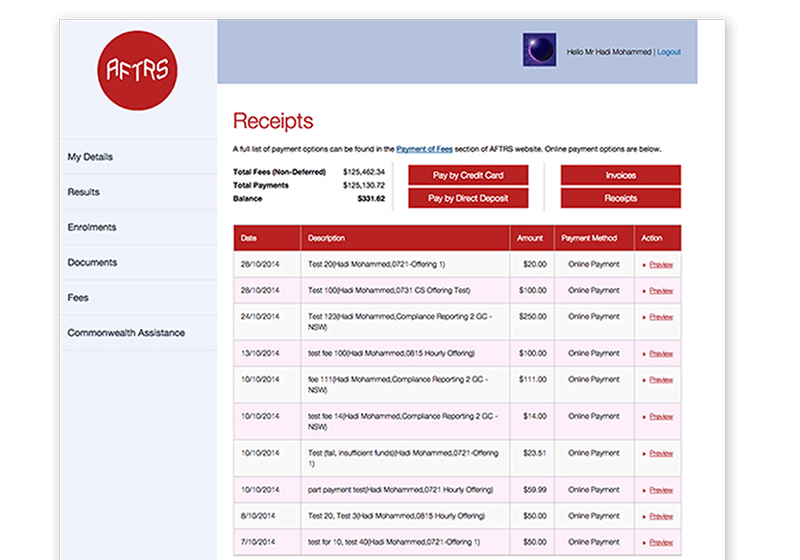 AFTRS
Hello Mr Hadi Mohammed | Logout
My Details
Results
Enrolments
Documents
Fees
Commonwealth Assistance
Receipts
A full list of payment options can be found in the Payment of Fees section of AFTRS website. Online payment options are below.
Total Fees (Non-Deferred) $125,462.34
Total Payments $125,130.72
Balance $331.62
Pay by Credit Card
Pay by Direct Deposit
Invoices
Receipts
Date Description Amount Payment Method Action
28/10/2014 Test 20(Hadi Mohammed,0721-Offering 1) $20.00 Online Payment Preview
28/10/2014 Test 100(Hadi Mohammed,0731 CS Offering Test) $100.00 Online Payment Preview
24/10/2014 Test 123(Hadi Mohammed,Compliance Reporting 2 GC - $250.00 Online Payment Preview
NSW)
13/10/2014 test fee 100(Hadi Mohammed,0815 Hourly Offering) $100.00 Online Payment Preview
10/10/2014 fee 111(Hadi Mohammed,Compliance Reporting 2 GC - $111.00 Online Payment Preview
NSW)
10/10/2014 test fee 14(Hadi Mohammed,Compliance Reporting 2 GC - $14.00 Online Payment Preview
NSW)
10/10/2014 Test (fail, insufficient funds)(Hadi Mohammed,0721-Offering $23.51 Online Payment Preview
1)
10/10/2014 part payment test(Hadi Mohammed,0721 Hourly Offering) $59.99 Online Payment Preview
8/10/2014 Test 20, Test 3(Hadi Mohammed,0815 Hourly Offering) $50.00 Online Payment Preview
7/10/2014 test for 10, test 40(Hadi Mohammed,0721-Offering 1) $50.00 Online Payment Preview